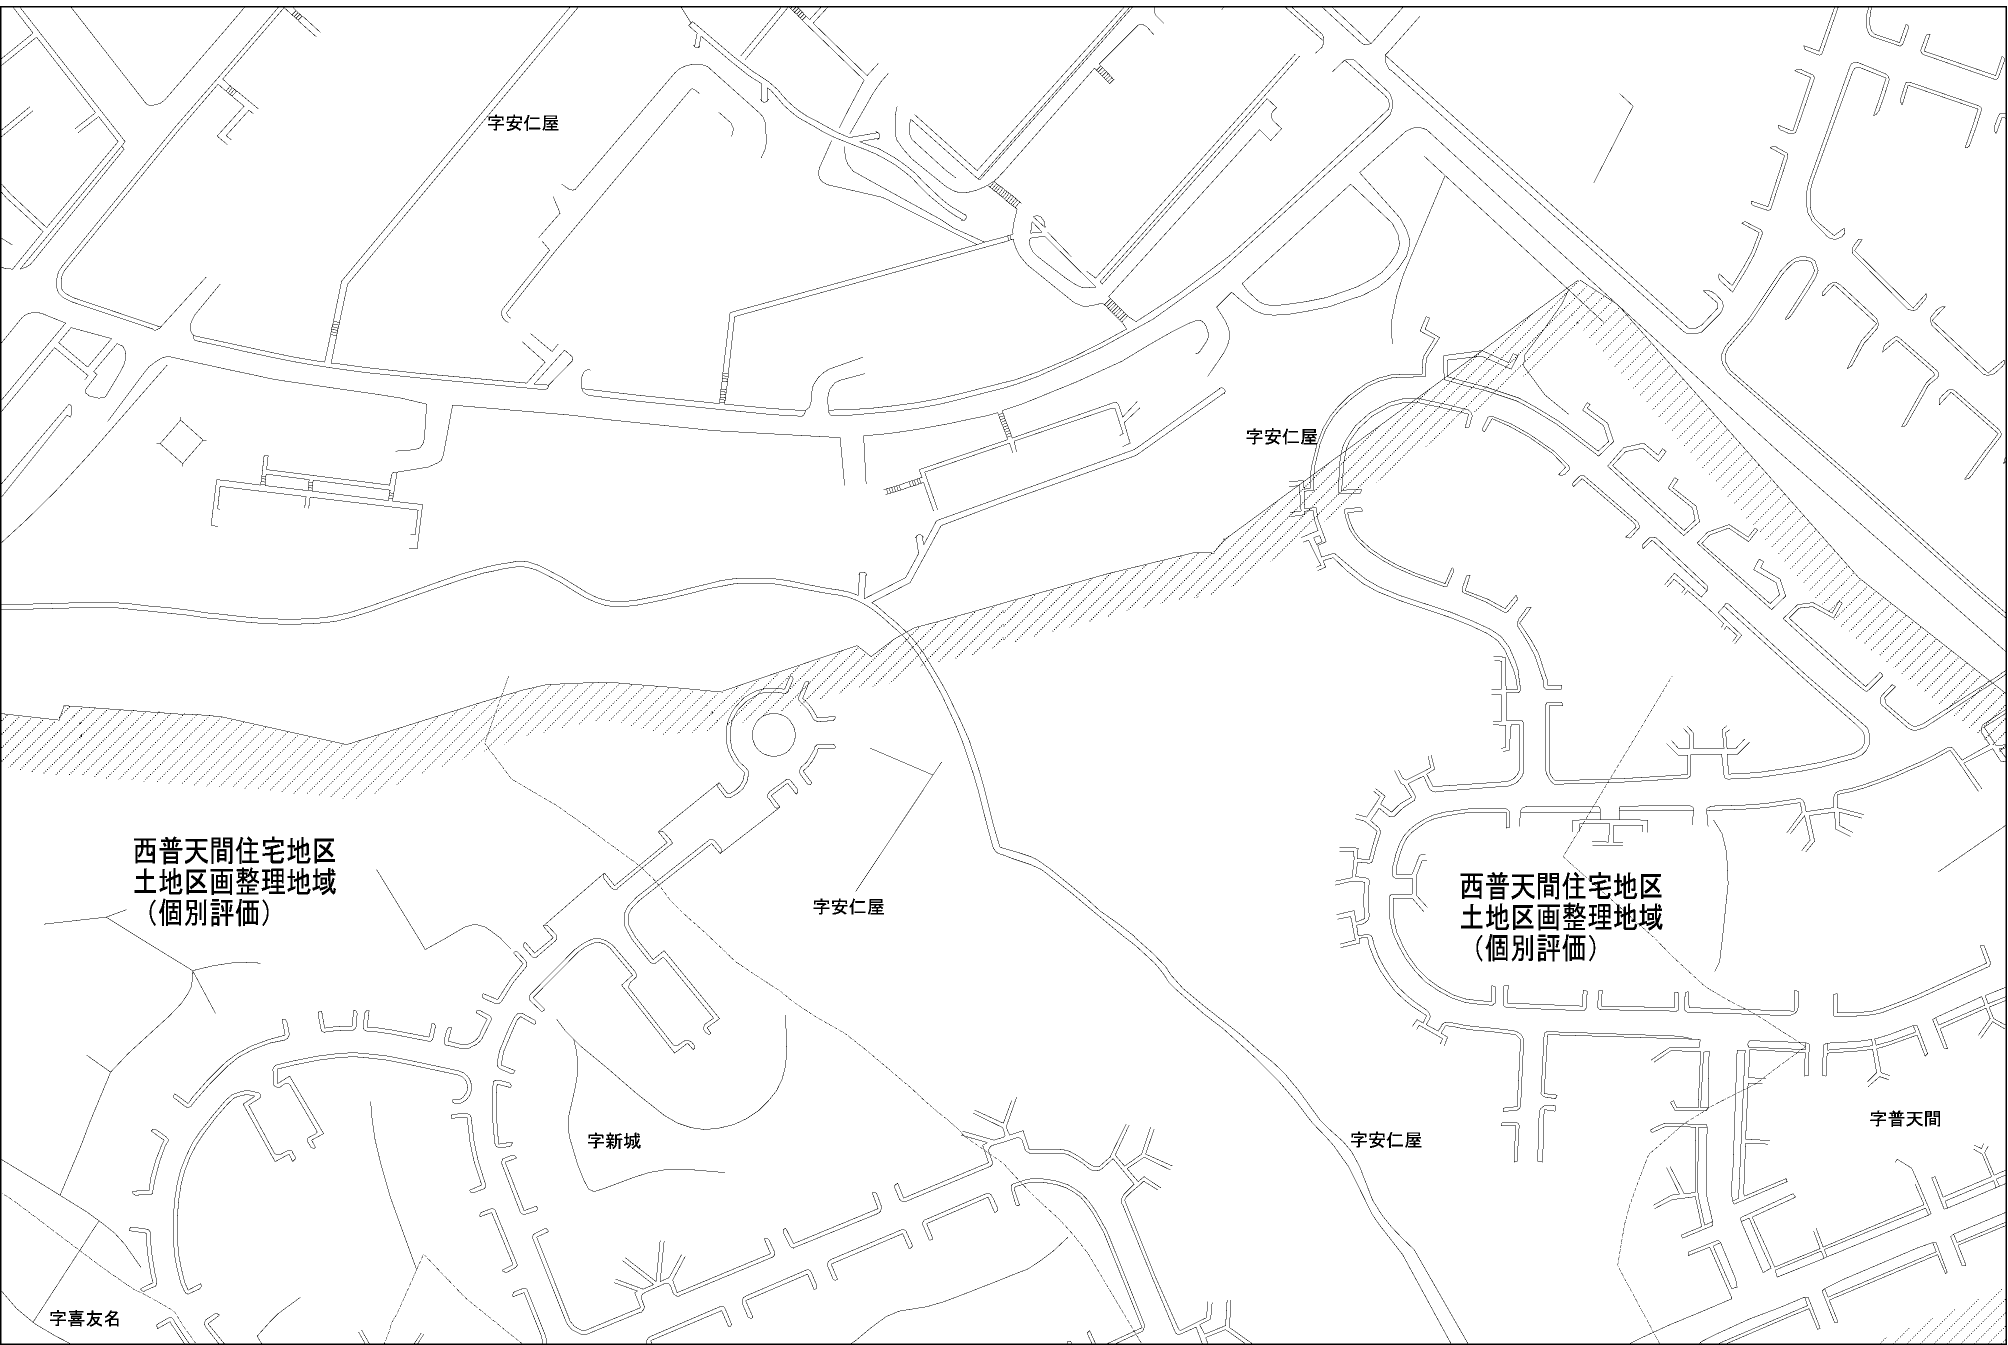 字安仁屋
字安仁屋
西普天間住宅地区
土地区画整理地域
（個別評価）
西普天間住宅地区
土地区画整理地域
（個別評価）
字安仁屋
字普天間
字新城
字安仁屋
字喜友名